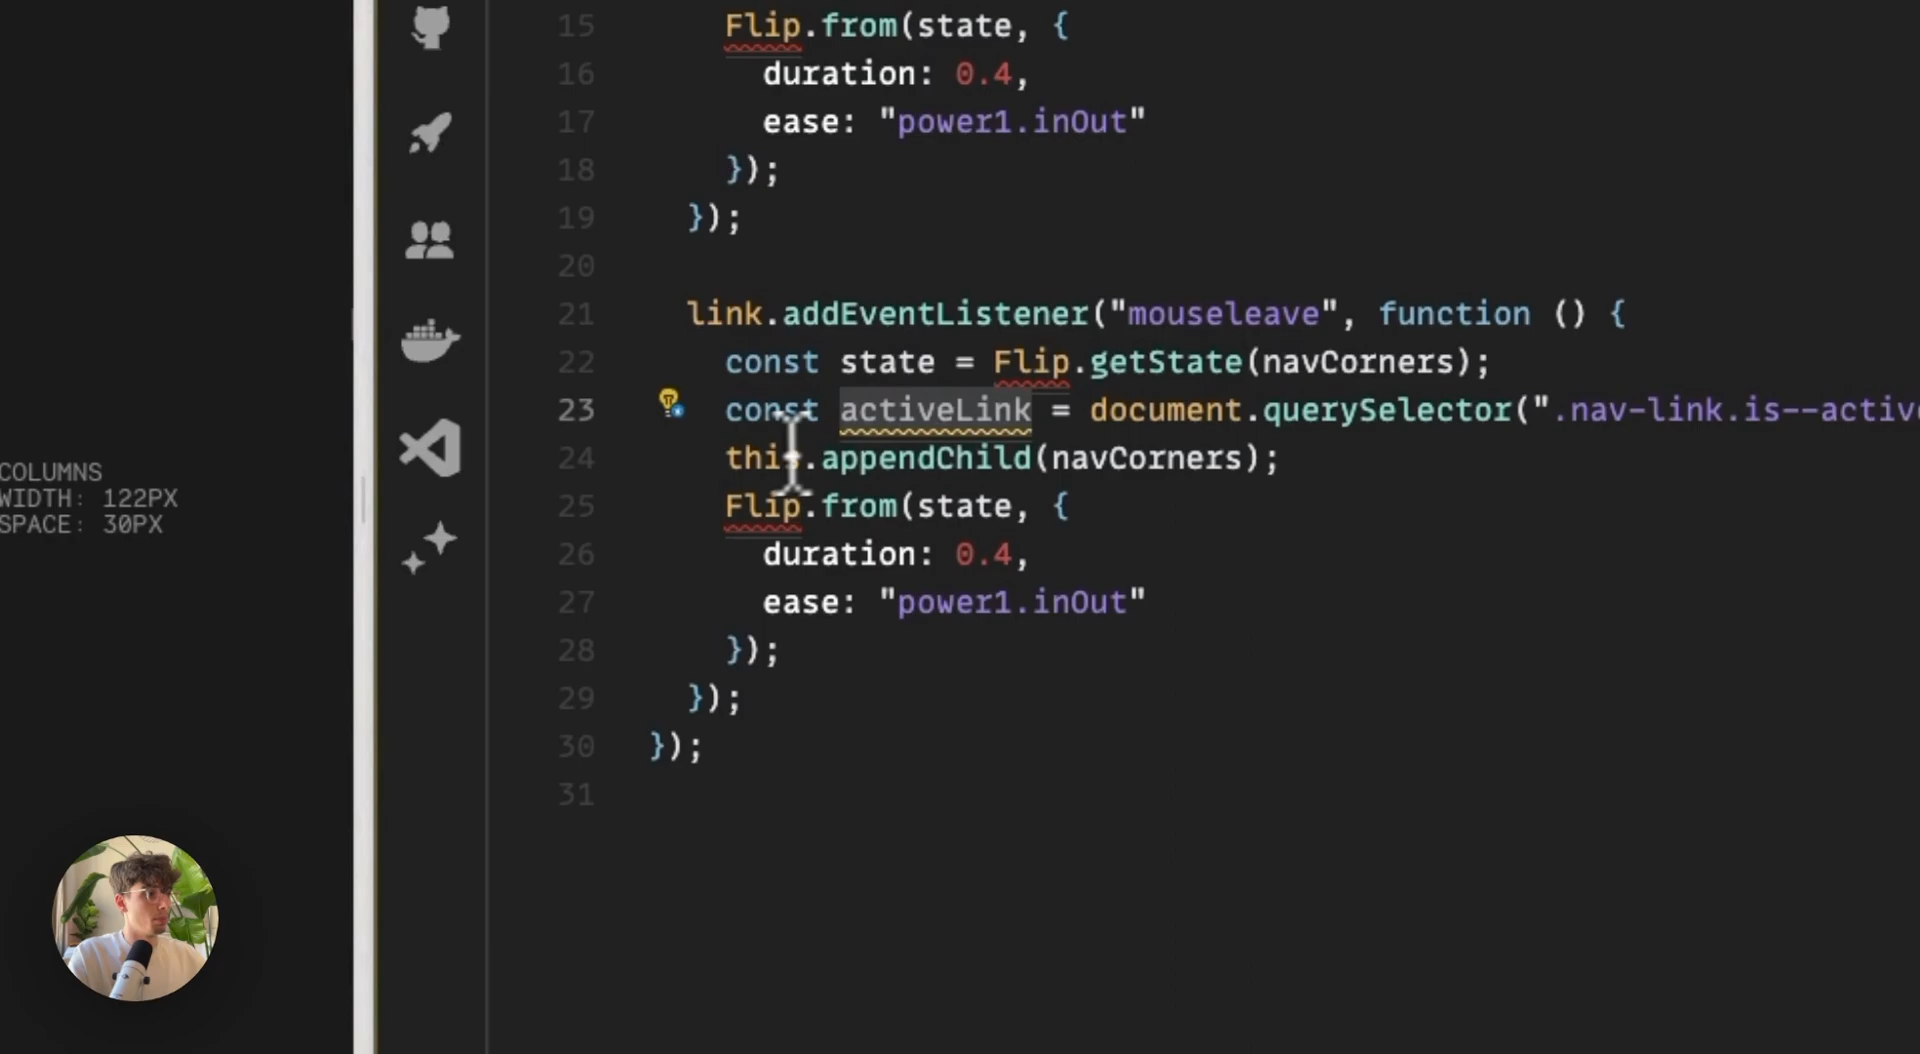 COLUMNS
WIDTH: 122PX
SPACE: 30PX
15 Flip.from(state, {
16 duration: 0.4,
17 ease: "power1.inOut"
18 });
19 });
20
21 link.addEventListener("mouseleave", function () {
22 const state = Flip.getState(navCorners);
23 const activeLink = document.querySelector(".nav-link.is--activ
24 this.appendChild(navCorners);
25 Flip.from(state, {
26 duration: 0.4,
27 ease: "power1.inOut"
28 });
29 });
30 });
31